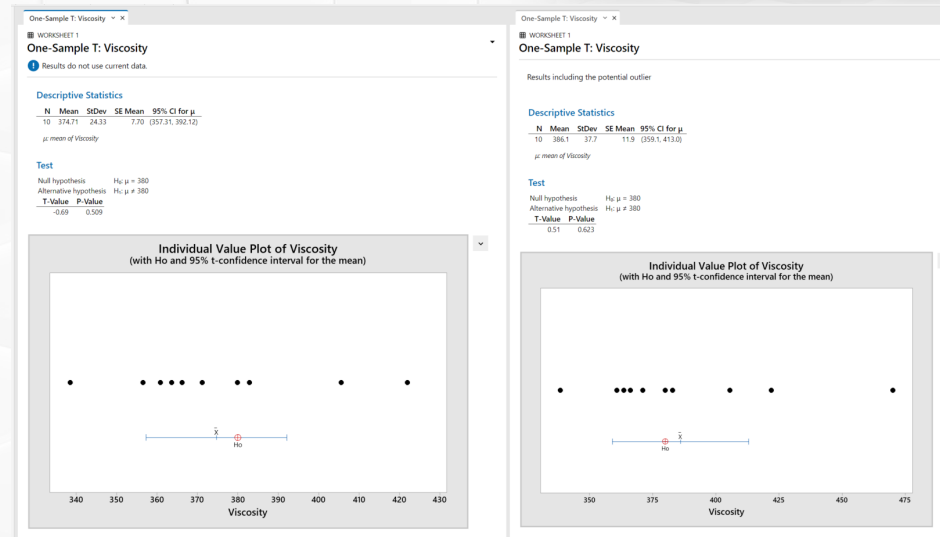 One-Sample T: Viscosity
WORKSHEET 1
One-Sample T: Viscosity
Results do not use current data.
Descriptive Statistics
N Mean StDev SE Mean 95% CI for μ
10 374.71 24.33 7.70 (357.31, 392.12)
μ: mean of Viscosity
Test
Null hypothesis H₀: μ = 380
Alternative hypothesis H₁: μ ≠ 380
T-Value P-Value
-0.69 0.509
Individual Value Plot of Viscosity
(with Ho and 95% t-confidence interval for the mean)
X̄
Ho
340 350 360 370 380 390 400 410 420 430
Viscosity
One-Sample T: Viscosity
WORKSHEET 1
One-Sample T: Viscosity
Results including the potential outlier
Descriptive Statistics
N Mean StDev SE Mean 95% CI for μ
10 386.1 37.7 11.9 (359.1, 413.0)
μ: mean of Viscosity
Test
Null hypothesis H₀: μ = 380
Alternative hypothesis H₁: μ ≠ 380
T-Value P-Value
0.51 0.623
Individual Value Plot of Viscosity
(with Ho and 95% t-confidence interval for the mean)
X̄
Ho
350 375 400 425 450 475
Viscosity